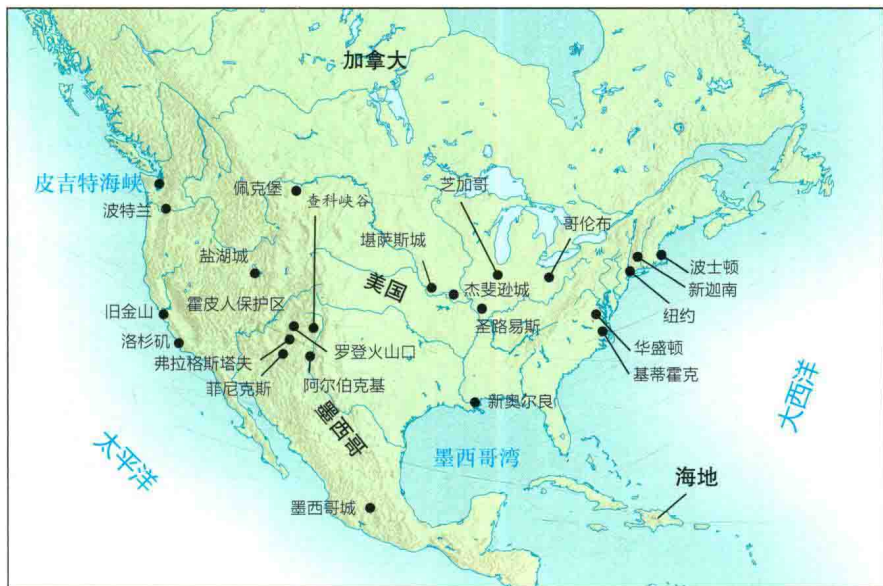 加拿大
皮吉特海峡
佩克堡
查科峡谷
芝加哥
波特兰
哥伦布
堪萨斯城
盐湖城
波士顿
美国
杰斐逊城
新迦南
霍皮人保护区
旧金山
圣路易斯
纽约
洛杉矶
罗登火山口
华盛顿
弗拉格斯塔夫
基蒂霍克
菲尼克斯
阿尔伯克基
新奥尔良
大西洋
墨西哥
太平洋
墨西哥湾
海地
墨西哥城